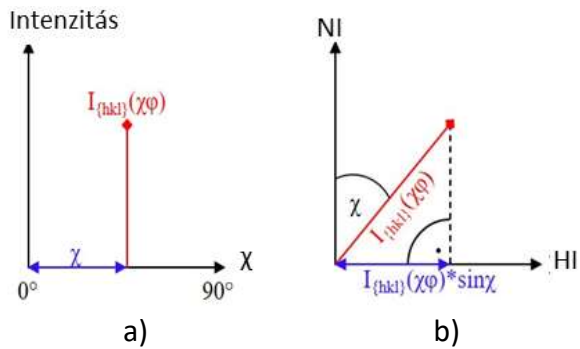 Intenzitás
I{hkl}(χφ)
χ
χ
0°
90°
a)
NI
χ
I{hkl}(χφ)
HI
I{hkl}(χφ)*sinχ
b)